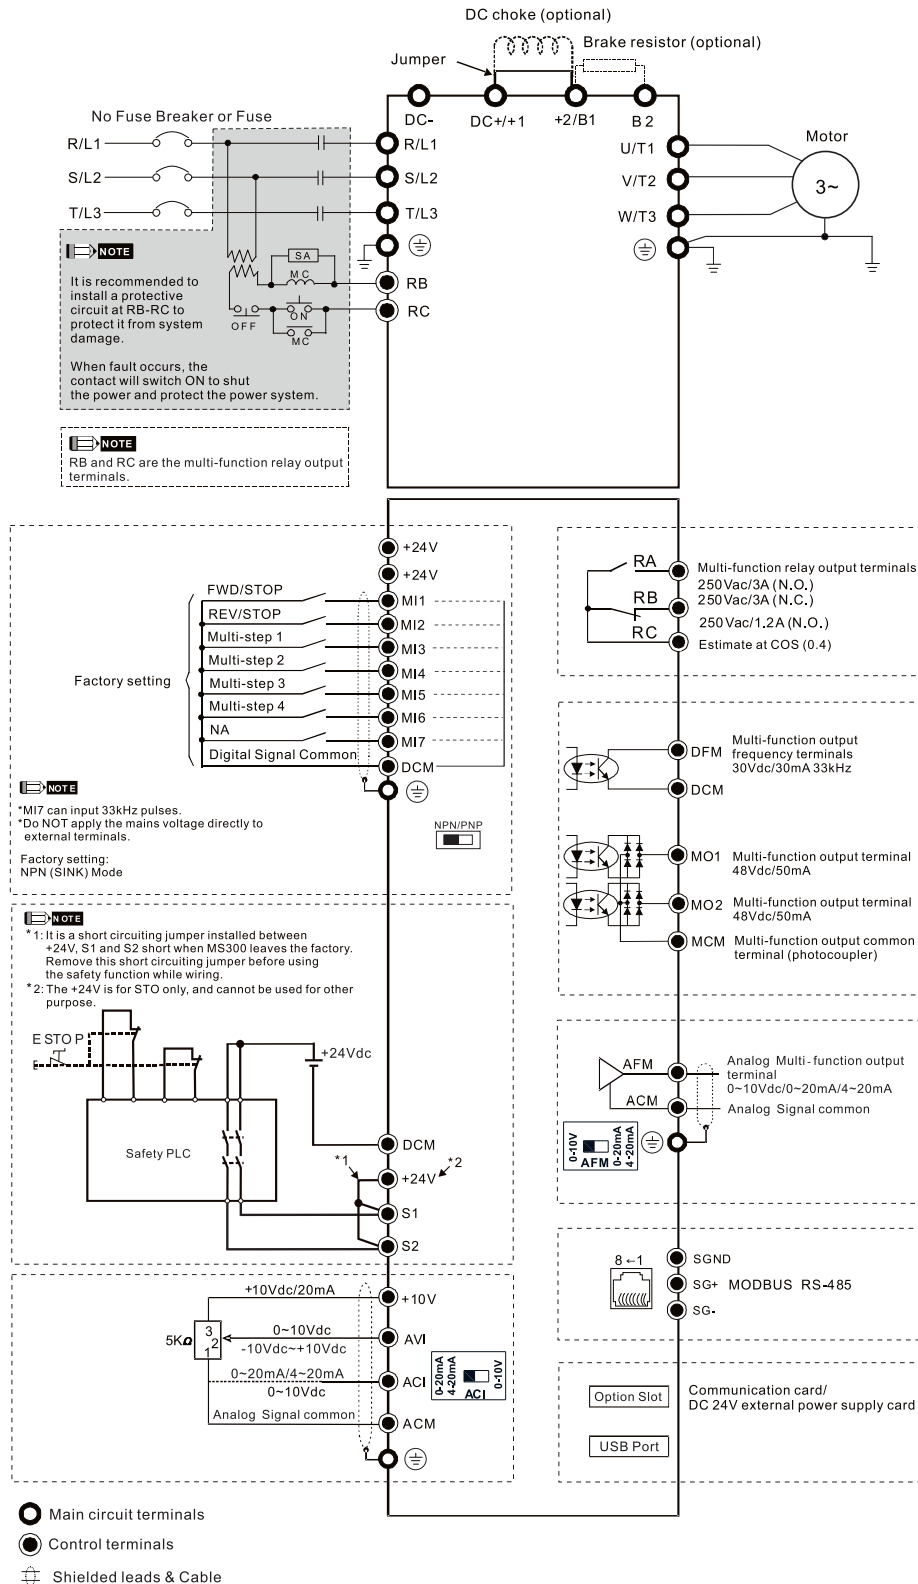 DC choke (optional)
Brake resistor (optional)
Jumper
No Fuse Breaker or Fuse
DC-
DC+/+1
+2/B1
B2
R/L1
R/L1
S/L2
S/L2
T/L3
T/L3
U/T1
V/T2
W/T3
Motor
3~
NOTE
It is recommended to
install a protective
circuit at RB-RC to
protect it from system
damage.
When fault occurs, the
contact will switch ON to shut
the power and protect the power system.
SA
MC
RB
OFF
ON
MC
RC
NOTE
RB and RC are the multi-function relay output
terminals.
+24V
+24V
Factory setting
FWD/STOP
MI1
REV/STOP
MI2
Multi-step 1
MI3
Multi-step 2
MI4
Multi-step 3
MI5
Multi-step 4
MI6
NA
MI7
Digital Signal Common
DCM
NOTE
*MI7 can input 33kHz pulses.
*Do NOT apply the mains voltage directly to
external terminals.
Factory setting:
NPN (SINK) Mode
NPN/PNP
RA
RB
RC
Multi-function relay output terminals
250Vac/3A (N.O.)
250Vac/3A (N.C.)
250Vac/1.2A (N.O.)
Estimate at COS (0.4)
DFM
Multi-function output
frequency terminals
30Vdc/30mA 33kHz
DCM
MO1
Multi-function output terminal
48Vdc/50mA
MO2
Multi-function output terminal
48Vdc/50mA
MCM
Multi-function output common
terminal (photocoupler)
NOTE
*1: It is a short circuiting jumper installed between
+24V, S1 and S2 short when MS300 leaves the factory.
Remove this short circuiting jumper before using
the safety function while wiring.
*2: The +24V is for STO only, and cannot be used for other
purpose.
ESTOP
+24Vdc
Safety PLC
DCM
*1
*2
+24V
S1
S2
AFM
Analog Multi-function output
terminal
0~10Vdc/0~20mA/4~20mA
ACM
Analog Signal common
0-10V
AFM
0-20mA
4-20mA
8←1
SGND
SG+
MODBUS RS-485
SG-
+10Vdc/20mA
+10V
5KΩ
3
2
1
0~10Vdc
-10Vdc~+10Vdc
AVI
0~20mA/4~20mA
0~10Vdc
ACI
0-20mA
4-20mA
ACI
0-10V
Analog Signal common
ACM
Option Slot
Communication card/
DC 24V external power supply card
USB Port
Main circuit terminals
Control terminals
Shielded leads & Cable